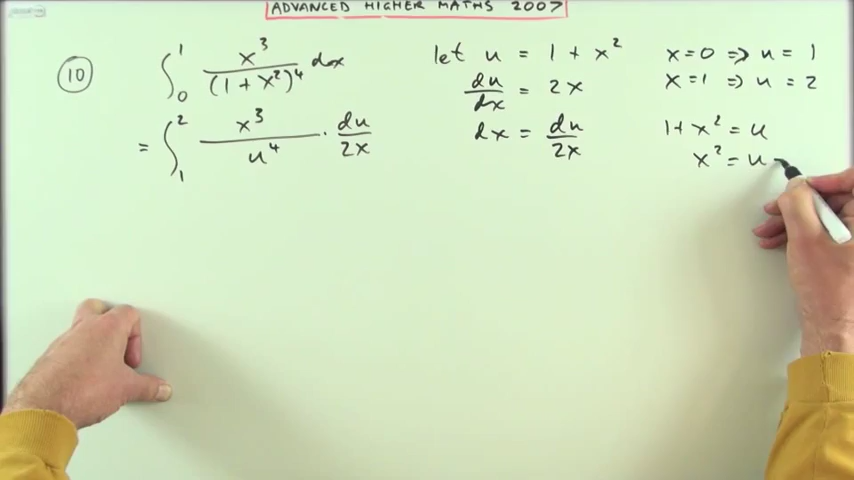 ADVANCED HIGHER MATHS 2007
10
∫₀¹ x³/(1+x²)⁴ dx
= ∫₁² x³/u⁴ · du/2x
let u = 1 + x²
du/dx = 2x
dx = du/2x
x=0 => u = 1
x=1 => u = 2
1+x² = u
x² = u -